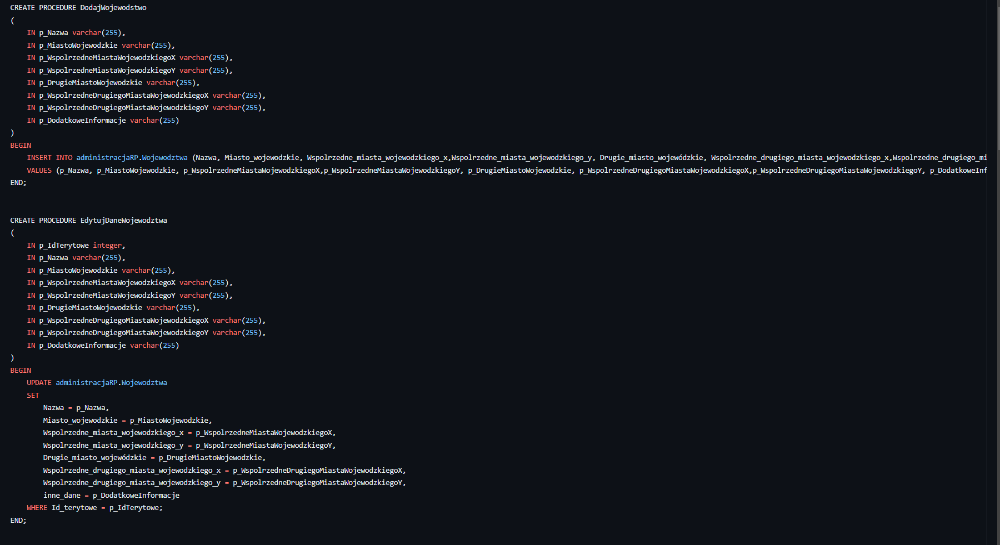 CREATE PROCEDURE DodajWojewodstwo
(
    IN p_Nazwa varchar(255),
    IN p_MiastoWojewodzkie varchar(255),
    IN p_WspolrzedneMiastaWojewodzkiegoX varchar(255),
    IN p_WspolrzedneMiastaWojewodzkiegoY varchar(255),
    IN p_DrugieMiastoWojewodzkie varchar(255),
    IN p_WspolrzedneDrugiegoMiastaWojewodzkiegoX varchar(255),
    IN p_WspolrzedneDrugiegoMiastaWojewodzkiegoY varchar(255),
    IN p_DodatkoweInformacje varchar(255)
)
BEGIN
    INSERT INTO administracjaRP.Wojewodztwa (Nazwa, Miasto_wojewodzkie, Wspolrzedne_miasta_wojewodzkiego_x,Wspolrzedne_miasta_wojewodzkiego_y, Drugie_miasto_wojewódzkie, Wspolrzedne_drugiego_miasta_wojewodzkiego_x,Wspolrzedne_drugiego_mi
    VALUES (p_Nazwa, p_MiastoWojewodzkie, p_WspolrzedneMiastaWojewodzkiegoX,p_WspolrzedneMiastaWojewodzkiegoY, p_DrugieMiastoWojewodzkie, p_WspolrzedneDrugiegoMiastaWojewodzkiegoX,p_WspolrzedneDrugiegoMiastaWojewodzkiegoY, p_DodatkoweInf
END;
CREATE PROCEDURE EdytujDaneWojewodztwa
(
    IN p_IdTerytowe integer,
    IN p_Nazwa varchar(255),
    IN p_MiastoWojewodzkie varchar(255),
    IN p_WspolrzedneMiastaWojewodzkiegoX varchar(255),
    IN p_WspolrzedneMiastaWojewodzkiegoY varchar(255),
    IN p_DrugieMiastoWojewodzkie varchar(255),
    IN p_WspolrzedneDrugiegoMiastaWojewodzkiegoX varchar(255),
    IN p_WspolrzedneDrugiegoMiastaWojewodzkiegoY varchar(255),
    IN p_DodatkoweInformacje varchar(255)
)
BEGIN
    UPDATE administracjaRP.Wojewodztwa
    SET
        Nazwa = p_Nazwa,
        Miasto_wojewodzkie = p_MiastoWojewodzkie,
        Wspolrzedne_miasta_wojewodzkiego_x = p_WspolrzedneMiastaWojewodzkiegoX,
        Wspolrzedne_miasta_wojewodzkiego_y = p_WspolrzedneMiastaWojewodzkiegoY,
        Drugie_miasto_wojewódzkie = p_DrugieMiastoWojewodzkie,
        Wspolrzedne_drugiego_miasta_wojewodzkiego_x = p_WspolrzedneDrugiegoMiastaWojewodzkiegoX,
        Wspolrzedne_drugiego_miasta_wojewodzkiego_y = p_WspolrzedneDrugiegoMiastaWojewodzkiegoY,
        inne_dane = p_DodatkoweInformacje
    WHERE Id_terytowe = p_IdTerytowe;
END;